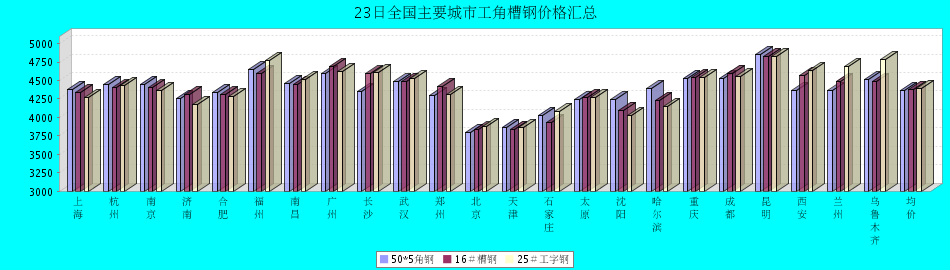 23日全国主要城市工角槽钢价格汇总
5000
4750
4500
4250
4000
3750
3500
3250
3000
上海
杭州
南京
济南
合肥
福州
南昌
广州
长沙
武汉
郑州
北京
天津
石家庄
太原
沈阳
哈尔滨
重庆
成都
昆明
西安
兰州
乌鲁木齐
均价
50*5角钢 16#槽钢 25#工字钢